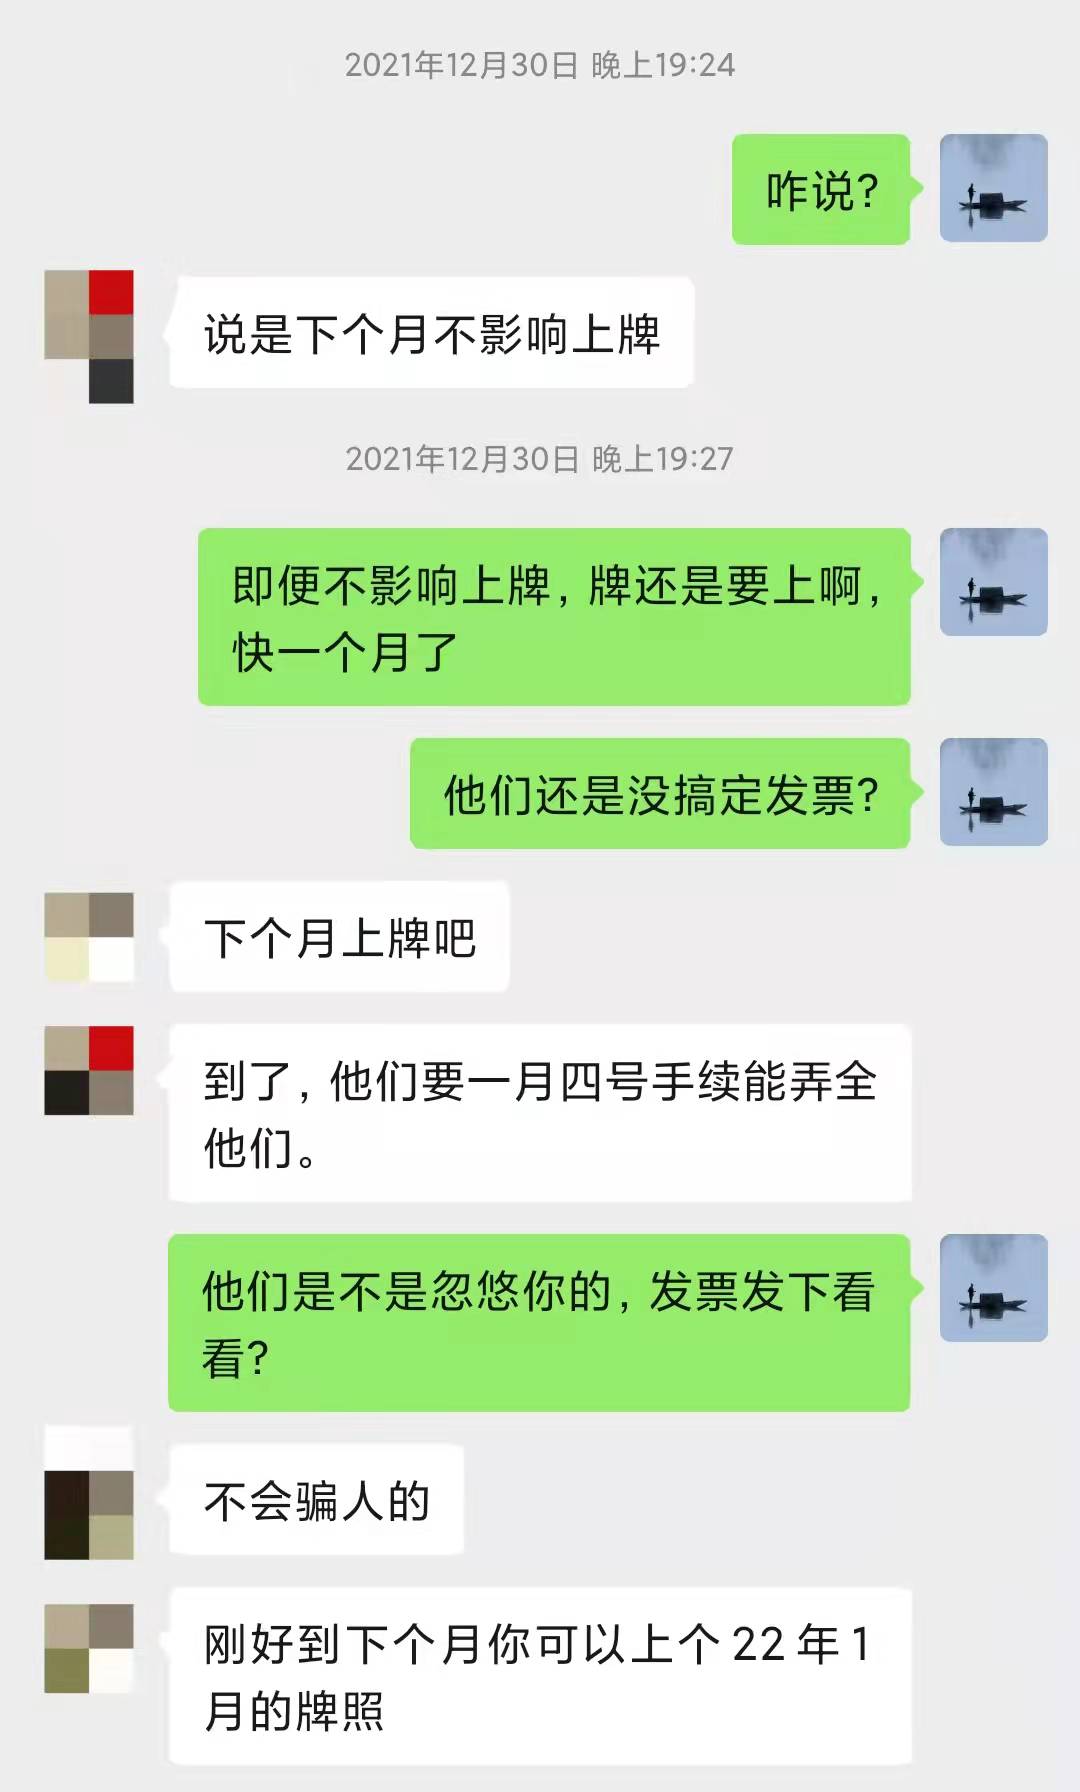 2021年12月30日 晚上19:24
咋说?
说是下个月不影响上牌
2021年12月30日 晚上19:27
即便不影响上牌, 牌还是要上啊,
快一个月了
他们还是没搞定发票?
下个月上牌吧
到了, 他们要一月四号手续能弄全
他们。
他们是不是忽悠你的, 发票发下看
看?
不会骗人的
刚好到下个月你可以上个 22 年 1
月的牌照